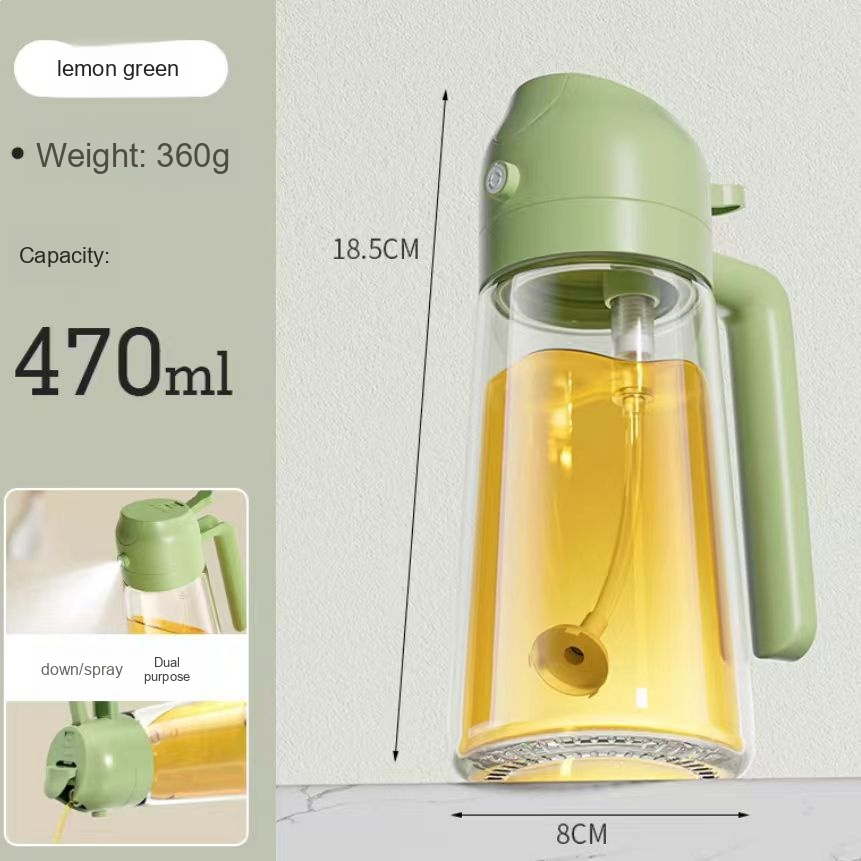 lemon green
• Weight: 360g
Capacity:
470ml
down/spray
Dual
purpose
18.5CM
8CM